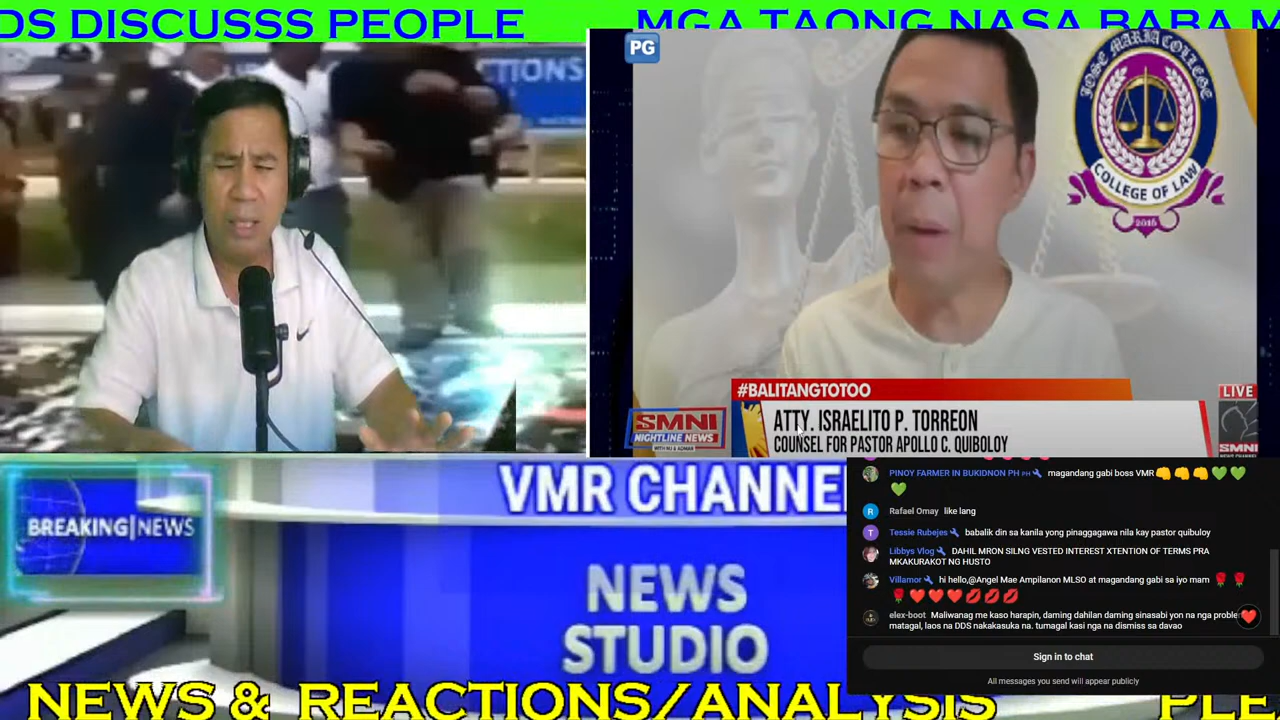 DS DISCUSSS PEOPLE
MGA TAONG NASA BABA M
CTIONS
PG
JOSE MARIA COLLEGE
COLLEGE OF LAW
2015
#BALITANGTOTOO
LIVE
SMNI
NIGHTLINE NEWS
ATTY. ISRAELITO P. TORREON
COUNSEL FOR PASTOR APOLLO C. QUIBOLOY
SMNI
BREAKING NEWS
VMR CHANNE
NEWS
STUDIO
PINOY FARMER IN BUKIDNON PH magandang gabi boss VMR
Rafael Omay like lang
Tessie Rubejes babalik din sa kanila yong pinaggagawa nila kay pastor quibuloy
Libbys Vlog DAHIL MRON SILNG VESTED INTEREST XTENTION OF TERMS PRA
MKAKURAKOT NG HUSTO
Villamor hi hello,@Angel Mae Ampilanon MLSO at magandang gabi sa iyo mam
elex-boot Maliwanag me kaso harapin, daming dahilan daming sinasabi yon na nga proble
matagal, laos na DDS nakakasuka na. tumagal kasi nga na dismiss sa davao
Sign in to chat
All messages you send will appear publicly
NEWS & REACTIONS/ANALYSIS
PLE